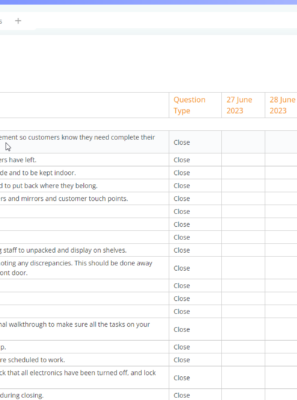 s +
Question 27 June 28 June
Type 2023 2023
ement so customers know they need complete their
Close
ers have left. Close
de and to be kept indoor. Close
d to put back where they belong. Close
rs and mirrors and customer touch points. Close
Close
Close
Close
g staff to unpacked and display on shelves. Close
oting any discrepancies. This should be done away
Close
ont door.
Close
Close
Close
nal walkthrough to make sure all the tasks on your
Close
p. Close
re scheduled to work. Close
ck that all electronics have been turned off, and lock
Close
during closing. Close